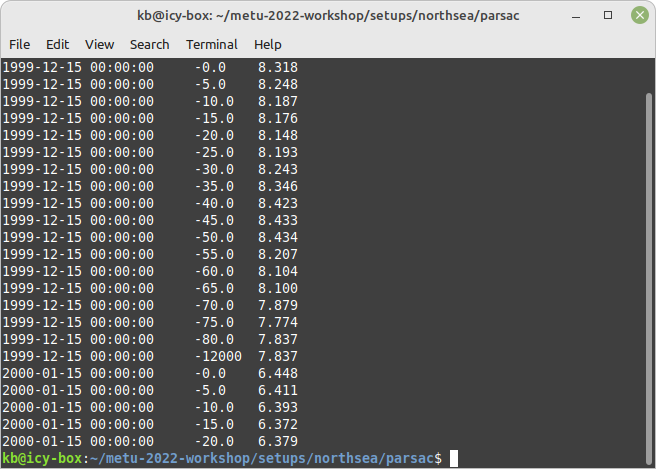 kb@icy-box: ~/metu-2022-workshop/setups/northsea/parsac
File Edit View Search Terminal Help
1999-12-15 00:00:00 -0.0 8.318
1999-12-15 00:00:00 -5.0 8.248
1999-12-15 00:00:00 -10.0 8.187
1999-12-15 00:00:00 -15.0 8.176
1999-12-15 00:00:00 -20.0 8.148
1999-12-15 00:00:00 -25.0 8.193
1999-12-15 00:00:00 -30.0 8.243
1999-12-15 00:00:00 -35.0 8.346
1999-12-15 00:00:00 -40.0 8.423
1999-12-15 00:00:00 -45.0 8.433
1999-12-15 00:00:00 -50.0 8.434
1999-12-15 00:00:00 -55.0 8.207
1999-12-15 00:00:00 -60.0 8.104
1999-12-15 00:00:00 -65.0 8.100
1999-12-15 00:00:00 -70.0 7.879
1999-12-15 00:00:00 -75.0 7.774
1999-12-15 00:00:00 -80.0 7.837
1999-12-15 00:00:00 -12000 7.837
2000-01-15 00:00:00 -0.0 6.448
2000-01-15 00:00:00 -5.0 6.411
2000-01-15 00:00:00 -10.0 6.393
2000-01-15 00:00:00 -15.0 6.372
2000-01-15 00:00:00 -20.0 6.379
kb@icy-box:~/metu-2022-workshop/setups/northsea/parsac$